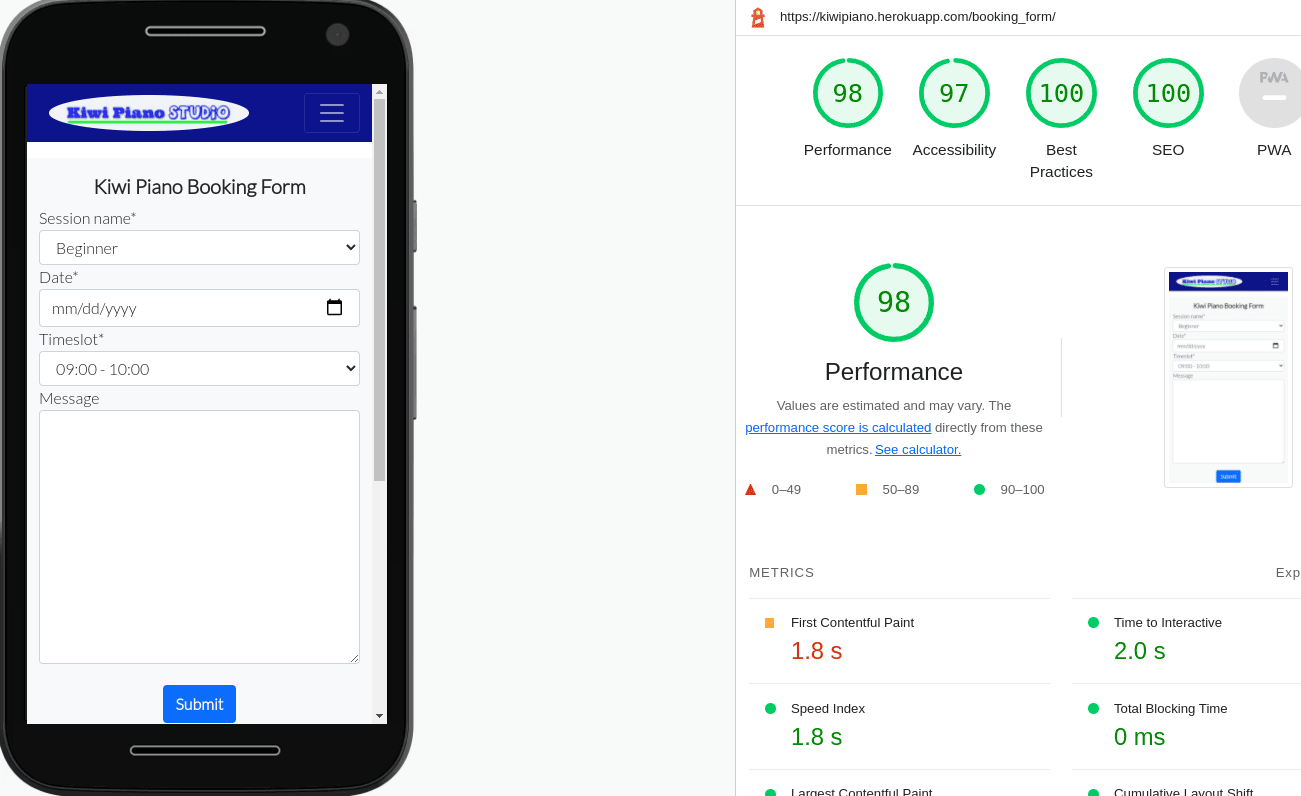 Kiwi Piano STUDiO
Kiwi Piano Booking Form
Session name*
Beginner
Date*
mm/dd/yyyy
Timeslot*
09:00 - 10:00
Message
Submit
https://kiwipiano.herokuapp.com/booking_form/
98
97
100
100
PWA
Performance
Accessibility
Best
Practices
SEO
PWA
98
Performance
Values are estimated and may vary. The
performance score is calculated directly from these
metrics. See calculator.
0–49
50–89
90–100
Kiwi Piano STUDiO
Kiwi Piano Booking Form
Session name*
Beginner
Date*
mm/dd/yyyy
Timeslot*
09:00 - 10:00
Message
Submit
METRICS
Exp
First Contentful Paint
1.8 s
Time to Interactive
2.0 s
Speed Index
1.8 s
Total Blocking Time
0 ms
Largest Contentful Paint
Cumulative Layout Shift